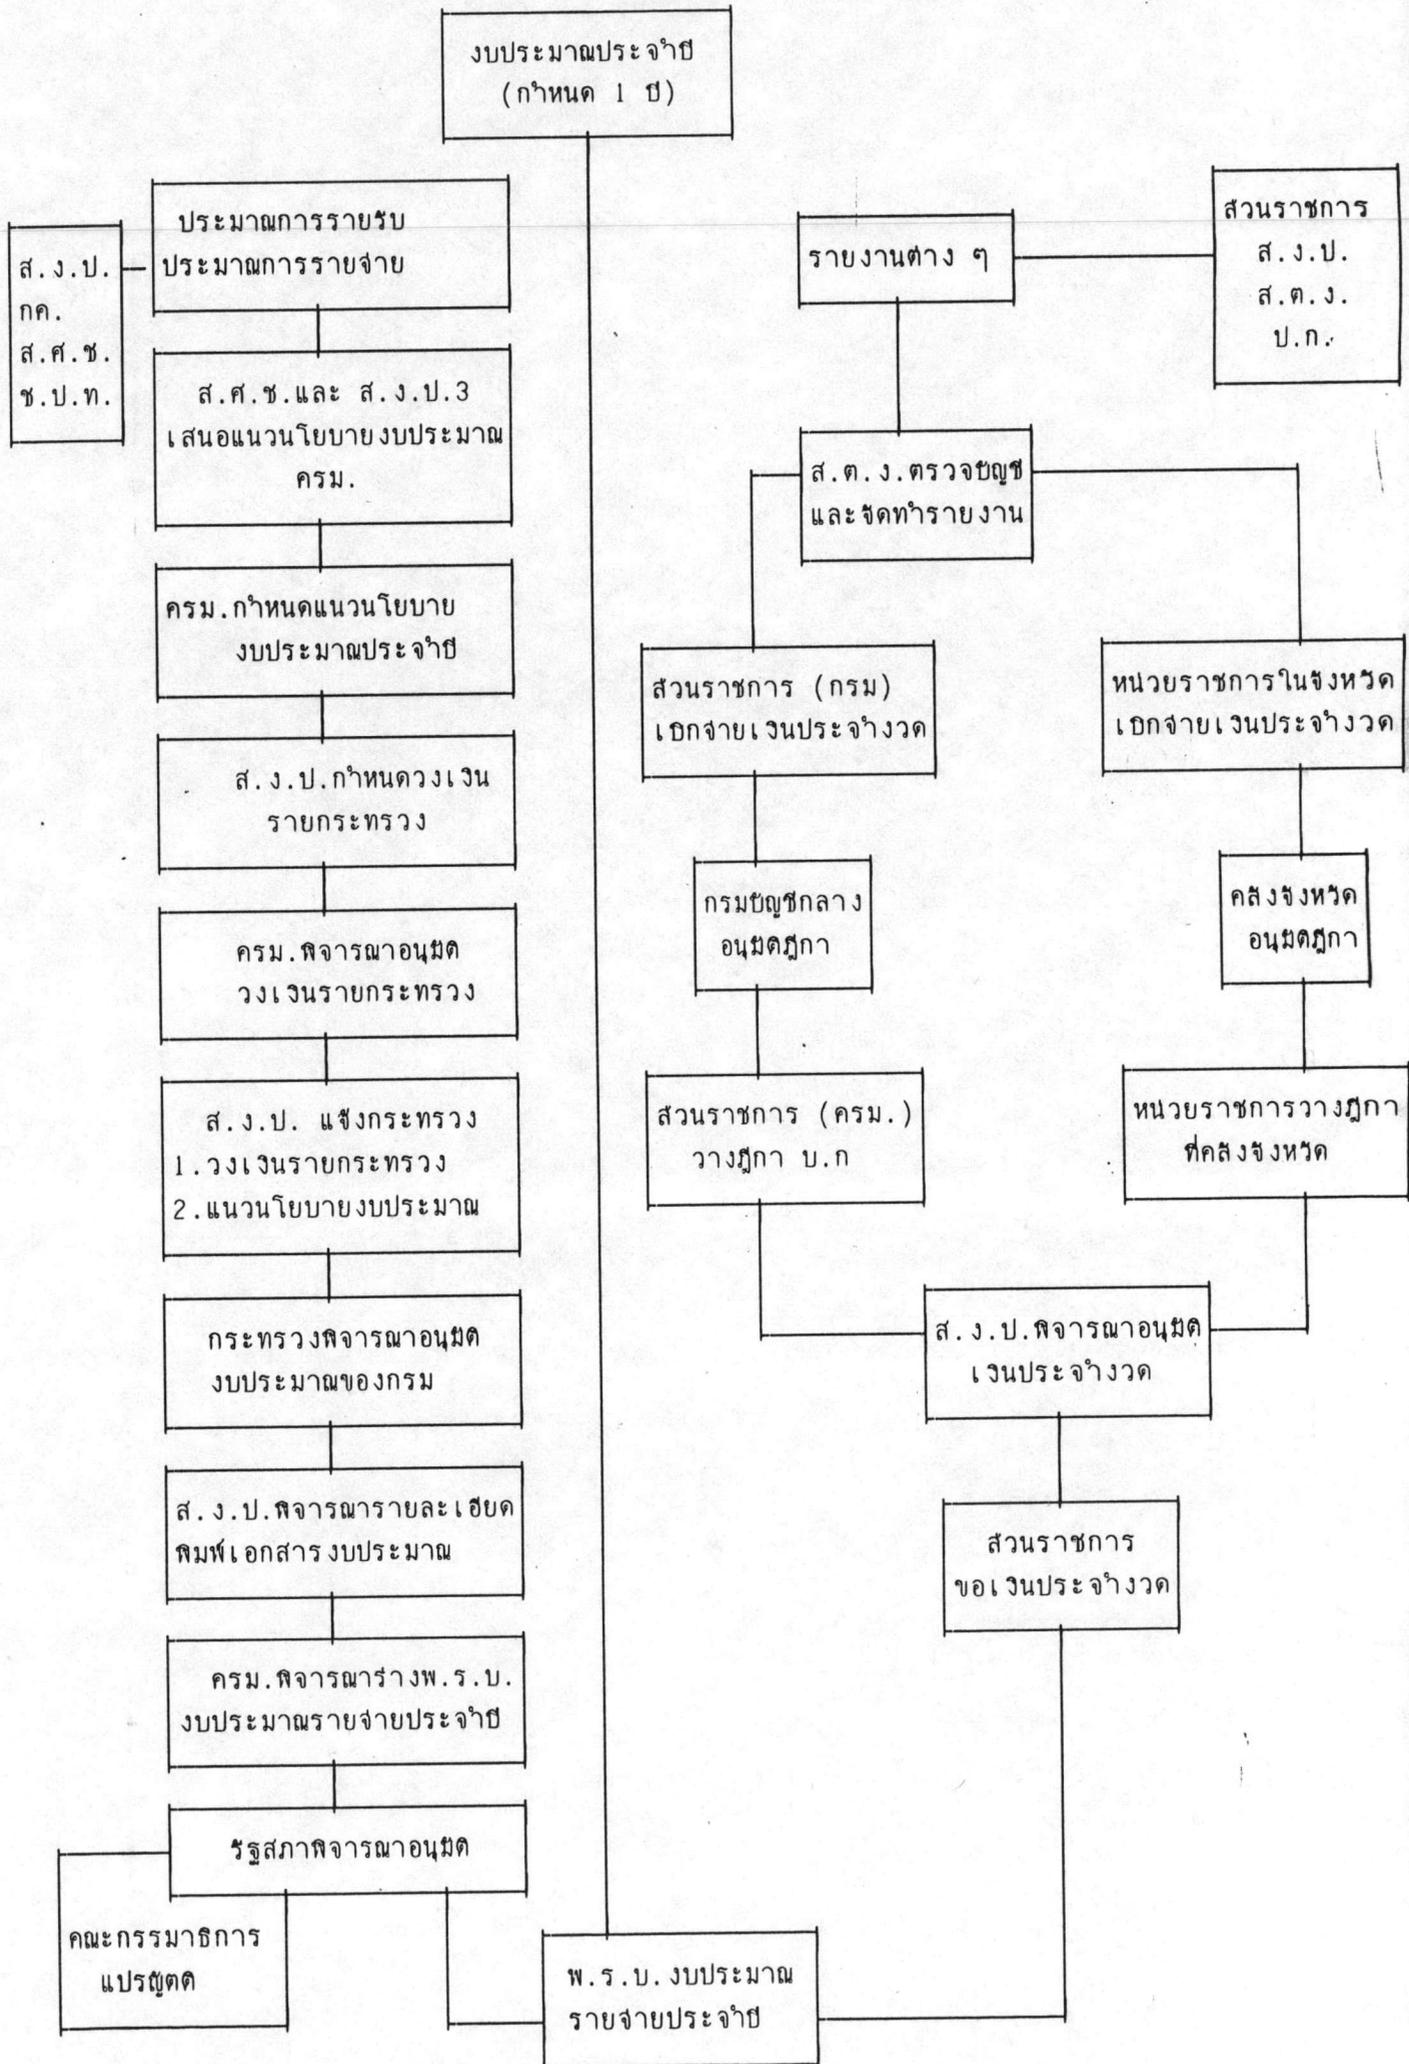 งบประมาณประจำปี
(กำหนด 1 ปี)
ส.ง.ป.
กค.
ส.ศ.ช.
ช.ป.ท.
ประมาณการรายรับ
ประมาณการรายจ่าย
ส.ศ.ช.และ ส.ง.ป.3
เสนอแนวนโยบายงบประมาณ
ครม.
ครม.กำหนดแนวนโยบาย
งบประมาณประจำปี
ส.ง.ป.กำหนดวงเงิน
รายกระทรวง
ครม.พิจารณาอนุมัติ
วงเงินรายกระทรวง
ส.ง.ป. แจ้งกระทรวง
1.วงเงินรายกระทรวง
2.แนวนโยบายงบประมาณ
กระทรวงพิจารณาอนุมัติ
งบประมาณของกรม
ส.ง.ป.พิจารณารายละเอียด
พิมพ์เอกสารงบประมาณ
ครม.พิจารณาร่างพ.ร.บ.
งบประมาณรายจ่ายประจำปี
รัฐสภาพิจารณาอนุมัติ
คณะกรรมาธิการ
แปรญัตติ
พ.ร.บ.งบประมาณ
รายจ่ายประจำปี
รายงานต่าง ๆ
ส่วนราชการ
ส.ง.ป.
ส.ต.ง.
ป.ก.
ส.ต.ง.ตรวจบัญชี
และจัดทำรายงาน
ส่วนราชการ (กรม)
เบิกจ่ายเงินประจำงวด
หน่วยราชการในจังหวัด
เบิกจ่ายเงินประจำงวด
กรมบัญชีกลาง
อนุมัติฎีกา
คลังจังหวัด
อนุมัติฎีกา
ส่วนราชการ (ครม.)
วางฎีกา บ.ก
หน่วยราชการวางฎีกา
ที่คลังจังหวัด
ส.ง.ป.พิจารณาอนุมัติ
เงินประจำงวด
ส่วนราชการ
ขอเงินประจำงวด